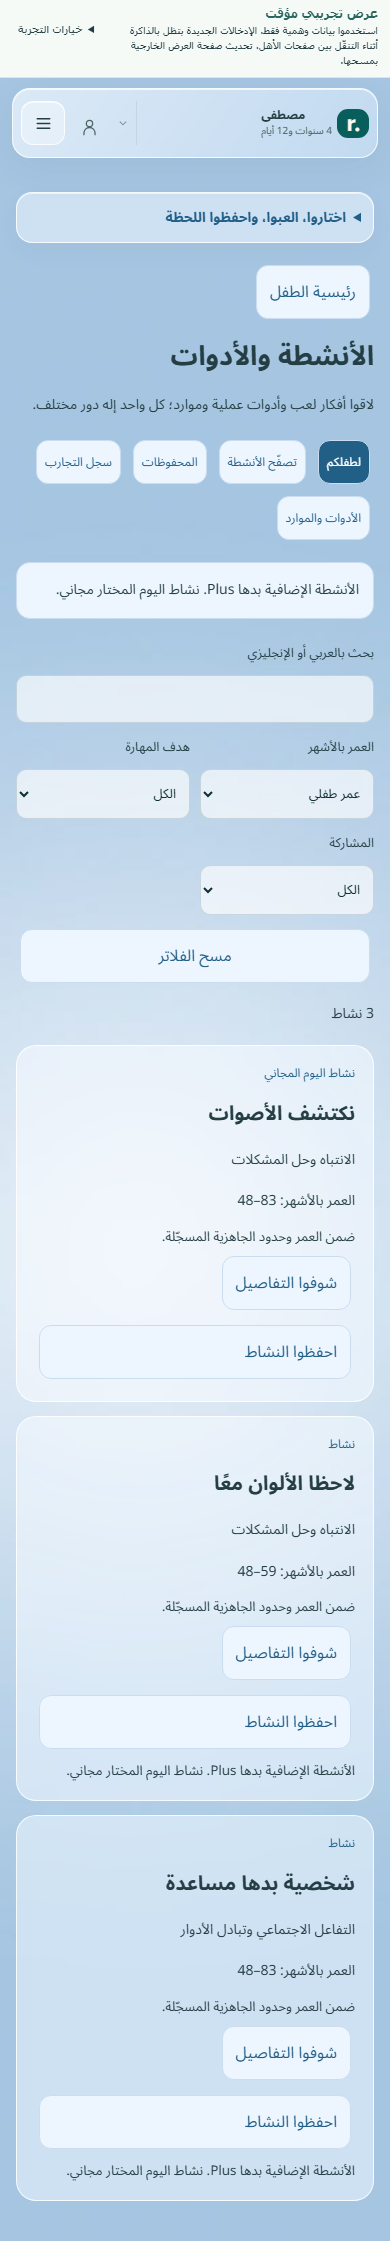 عرض تجريبي مؤقت
استخدموا بيانات وهمية فقط. الإدخالات الجديدة بتظل بالذاكرة
أثناء التنقّل بين صفحات الأهل. تحديث صفحة العرض الخارجية
بمسحها.
خيارات التجربة
r.
مصطفى
4 سنوات و12 أيام
اختاروا، العبوا، واحفظوا اللحظة
رئيسية الطفل
الأنشطة والأدوات
لاقوا أفكار لعب وأدوات عملية وموارد؛ كل واحد إله دور مختلف.
لطفلكم
تصفّح الأنشطة
المحفوظات
سجل التجارب
الأدوات والموارد
الأنشطة الإضافية بدها Plus. نشاط اليوم المختار مجاني.
بحث بالعربي أو الإنجليزي
العمر بالأشهر
هدف المهارة
عمر طفلي
الكل
المشاركة
الكل
مسح الفلاتر
3 نشاط
نشاط اليوم المجاني
نكتشف الأصوات
الانتباه وحل المشكلات
العمر بالأشهر: 83–48
ضمن العمر وحدود الجاهزية المسجّلة.
شوفوا التفاصيل
احفظوا النشاط
نشاط
لاحظا الألوان معًا
الانتباه وحل المشكلات
العمر بالأشهر: 59–48
ضمن العمر وحدود الجاهزية المسجّلة.
شوفوا التفاصيل
احفظوا النشاط
الأنشطة الإضافية بدها Plus. نشاط اليوم المختار مجاني.
نشاط
شخصية بدها مساعدة
التفاعل الاجتماعي وتبادل الأدوار
العمر بالأشهر: 83–48
ضمن العمر وحدود الجاهزية المسجّلة.
شوفوا التفاصيل
احفظوا النشاط
الأنشطة الإضافية بدها Plus. نشاط اليوم المختار مجاني.